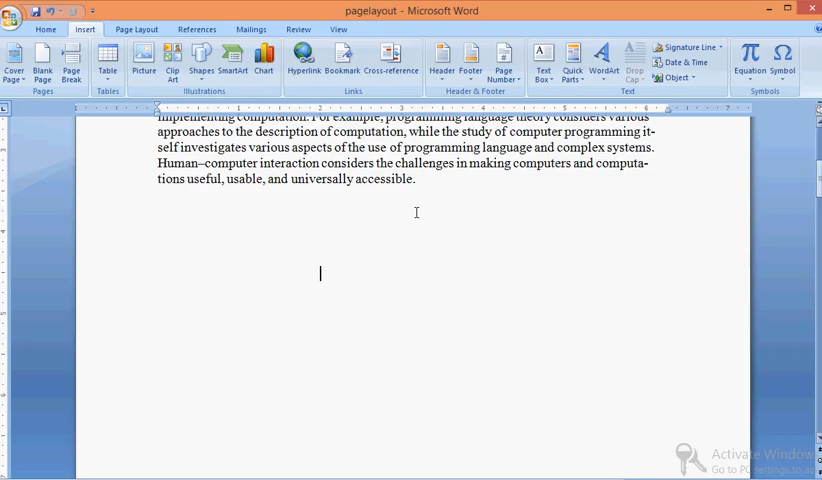 pagelayout - Microsoft Word
Home Insert Page Layout References Mailings Review View
Cover Page Blank Page Page Break Table Picture Clip Art Shapes SmartArt Chart Hyperlink Bookmark Cross-reference Header Footer Page Number Text Box Quick Parts WordArt Drop Cap Signature Line Date & Time Object Equation Symbol
Pages Tables Illustrations Links Header & Footer Text Symbols
implementing computation. For example, programming language theory considers various
approaches to the description of computation, while the study of computer programming it-
self investigates various aspects of the use of programming language and complex systems.
Human–computer interaction considers the challenges in making computers and computa-
tions useful, usable, and universally accessible.
Activate Window
Go to PC settings to ac